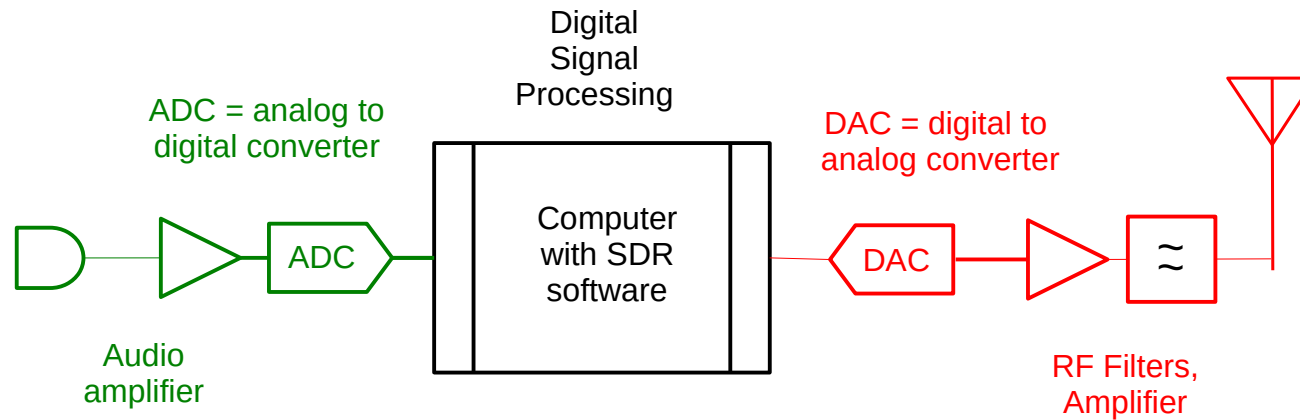 Digital
Signal
Processing
ADC = analog to
digital converter
DAC = digital to
analog converter
ADC
Computer
with SDR
software
DAC
≈
Audio
amplifier
RF Filters,
Amplifier